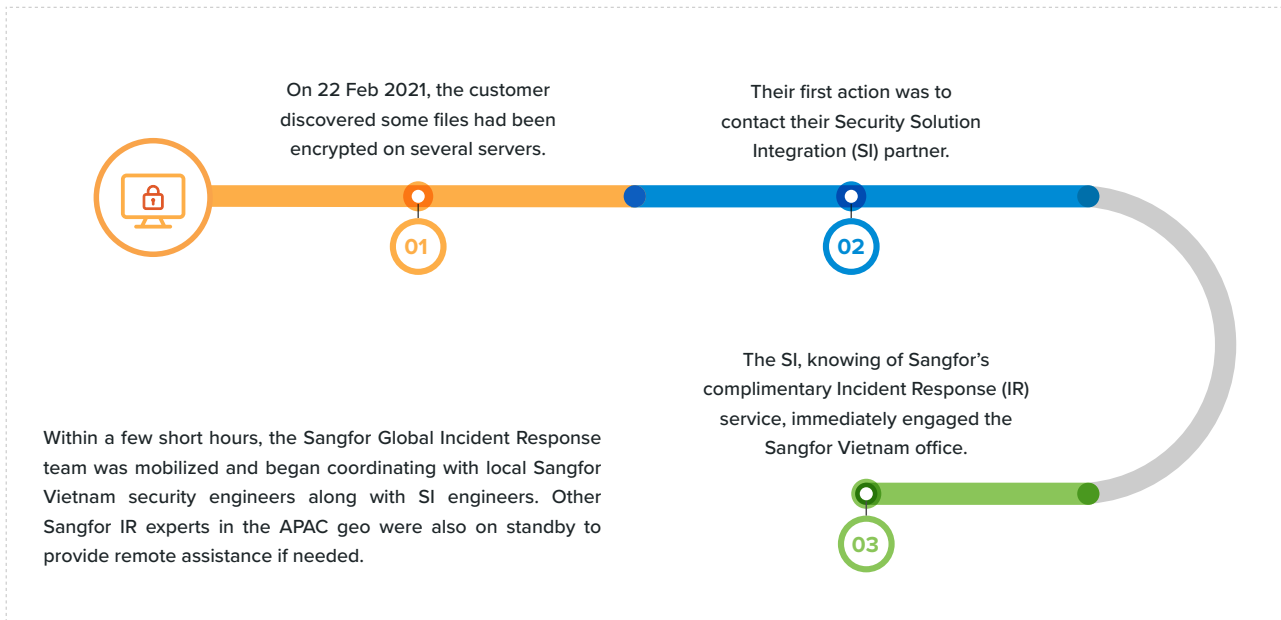 On 22 Feb 2021, the customer
discovered some files had been
encrypted on several servers.
01
Their first action was to
contact their Security Solution
Integration (SI) partner.
02
The SI, knowing of Sangfor’s
complimentary Incident Response (IR)
service, immediately engaged the
Sangfor Vietnam office.
03
Within a few short hours, the Sangfor Global Incident Response
team was mobilized and began coordinating with local Sangfor
Vietnam security engineers along with SI engineers. Other
Sangfor IR experts in the APAC geo were also on standby to
provide remote assistance if needed.